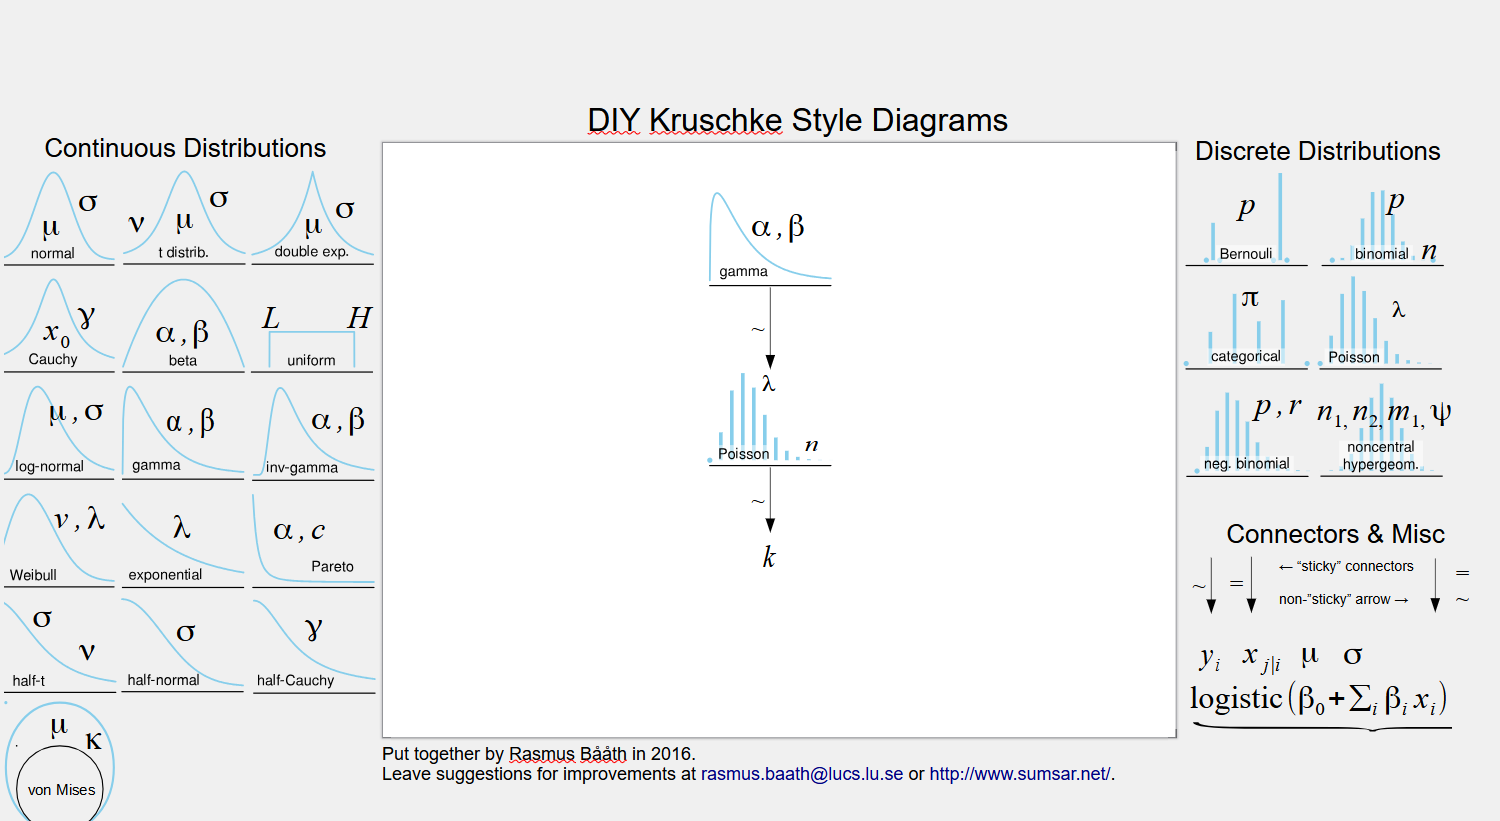 DIY Kruschke Style Diagrams
Continuous Distributions
μ σ
normal
ν μ σ
t distrib.
μ σ
double exp.
x0 γ
Cauchy
α , β
beta
L H
uniform
μ , σ
log-normal
α , β
gamma
α , β
inv-gamma
ν , λ
Weibull
λ
exponential
α , c
Pareto
σ
ν
half-t
σ
half-normal
γ
half-Cauchy
μ
κ
von Mises
α , β
gamma
~
λ
Poisson n
~
k
Discrete Distributions
p
Bernouli
p
binomial n
π
categorical
λ
Poisson
p , r
neg. binomial
n1, n2, m1, ψ
noncentral
hypergeom.
Connectors & Misc
~ =
← “sticky” connectors
non-”sticky” arrow →
=
~
yi xj|i μ σ
logistic(β0+∑i βi xi)
Put together by Rasmus Bååth in 2016.
Leave suggestions for improvements at rasmus.baath@lucs.lu.se or http://www.sumsar.net/.